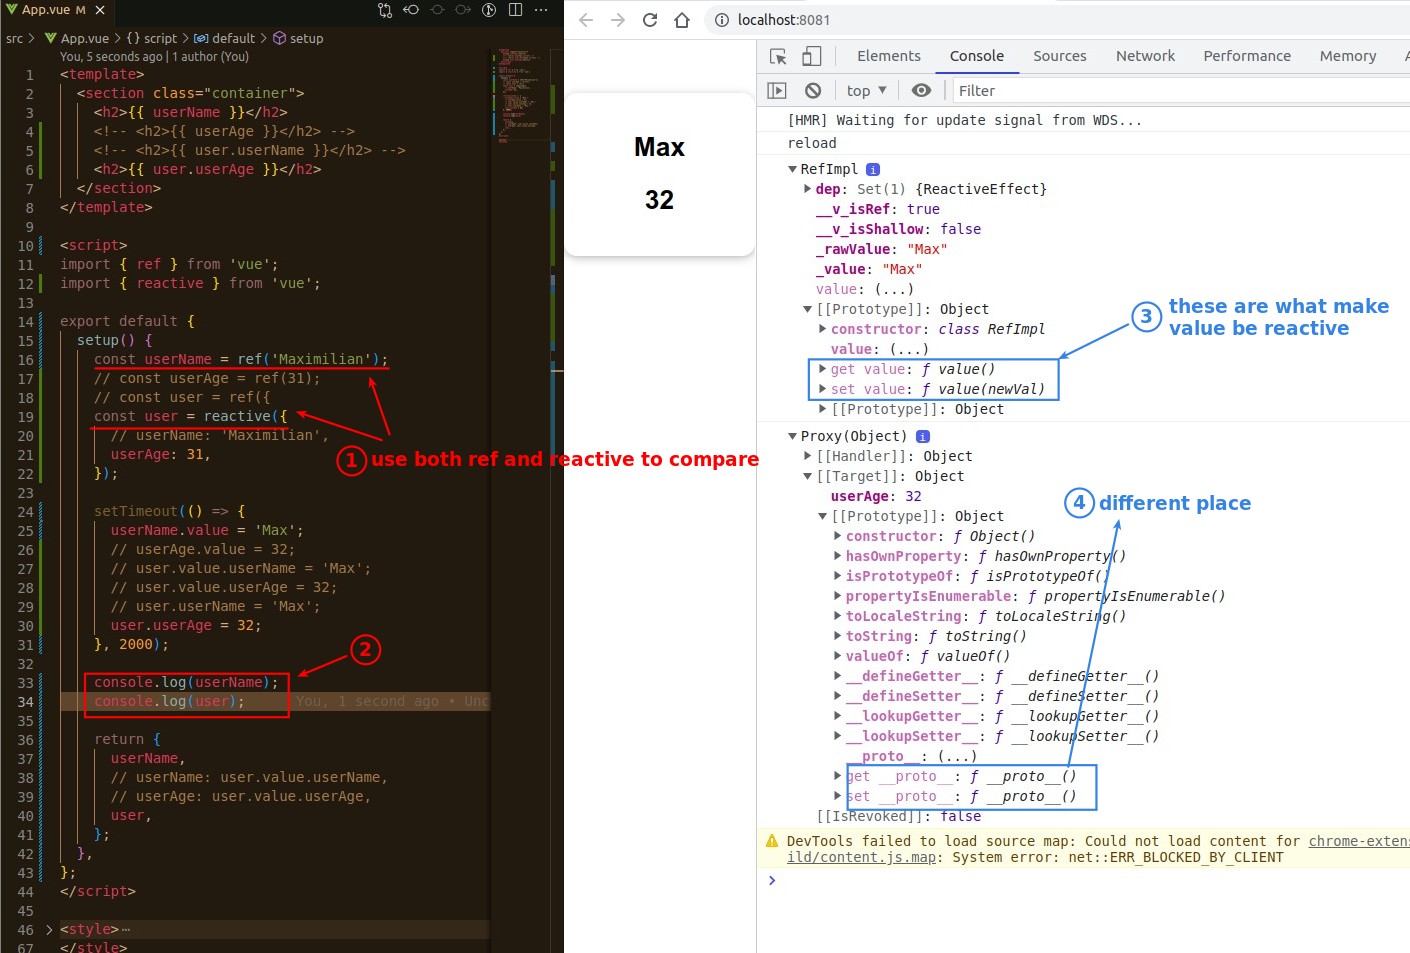 App.vue M
src > App.vue > {} script > default > setup
You, 5 seconds ago | 1 author (You)
1 <template>
2 <section class="container">
3 <h2>{{ userName }}</h2>
4 <!-- <h2>{{ userAge }}</h2> -->
5 <!-- <h2>{{ user.userName }}</h2> -->
6 <h2>{{ user.userAge }}</h2>
7 </section>
8 </template>
9
10 <script>
11 import { ref } from 'vue';
12 import { reactive } from 'vue';
13
14 export default {
15 setup() {
16 const userName = ref('Maximilian');
17 // const userAge = ref(31);
18 // const user = ref({
19 const user = reactive({
20 // userName: 'Maximilian',
21 userAge: 31,
22 });
23
24 setTimeout(() => {
25 userName.value = 'Max';
26 // userAge.value = 32;
27 // user.value.userName = 'Max';
28 // user.value.userAge = 32;
29 // user.userName = 'Max';
30 user.userAge = 32;
31 }, 2000);
32
33 console.log(userName);
34 console.log(user); You, 1 second ago • Unc
35
36 return {
37 userName,
38 // userName: user.value.userName,
39 // userAge: user.value.userAge,
40 user,
41 };
42 },
43 };
44 </script>
45
46 <style>
67 </style>
1 use both ref and reactive to compare
2
localhost:8081
Max
32
Elements Console Sources Network Performance Memory
top Filter
[HMR] Waiting for update signal from WDS...
reload
RefImpl i
dep: Set(1) {ReactiveEffect}
__v_isRef: true
__v_isShallow: false
_rawValue: "Max"
_value: "Max"
value: (...)
[[Prototype]]: Object
constructor: class RefImpl
value: (...)
get value: ƒ value()
set value: ƒ value(newVal)
[[Prototype]]: Object
3 these are what make
value be reactive
Proxy(Object) i
[[Handler]]: Object
[[Target]]: Object
userAge: 32
[[Prototype]]: Object
4 different place
constructor: ƒ Object()
hasOwnProperty: ƒ hasOwnProperty()
isPrototypeOf: ƒ isPrototypeOf()
propertyIsEnumerable: ƒ propertyIsEnumerable()
toLocaleString: ƒ toLocaleString()
toString: ƒ toString()
valueOf: ƒ valueOf()
__defineGetter__: ƒ __defineGetter__()
__defineSetter__: ƒ __defineSetter__()
__lookupGetter__: ƒ __lookupGetter__()
__lookupSetter__: ƒ __lookupSetter__()
__proto__: (...)
get __proto__: ƒ __proto__()
set __proto__: ƒ __proto__()
[[IsRevoked]]: false
DevTools failed to load source map: Could not load content for chrome-extens
ild/content.js.map: System error: net::ERR_BLOCKED_BY_CLIENT
>